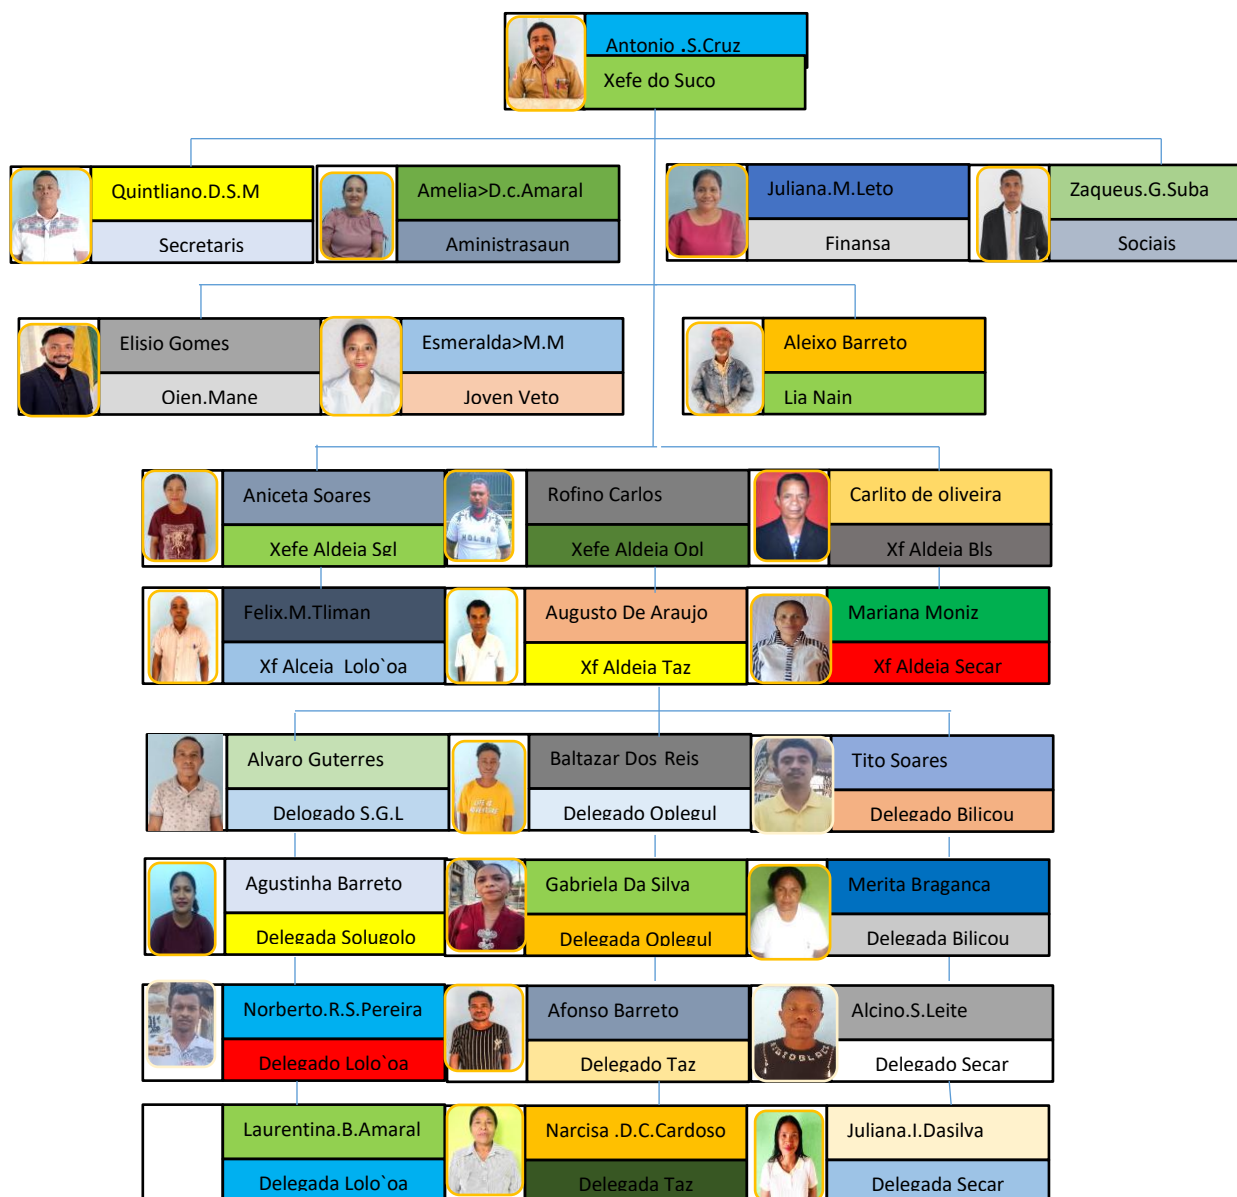 Antonio .S.Cruz
Xefe do Suco
Quintliano.D.S.M
Secretaris
Amelia>D.c.Amaral
Aministrasaun
Juliana.M.Leto
Finansa
Zaqueus.G.Suba
Sociais
Elisio Gomes
Oien.Mane
Esmeralda>M.M
Joven Veto
Aleixo Barreto
Lia Nain
Aniceta Soares
Xefe Aldeia Sgl
Rofino Carlos
Xefe Aldeia Opl
Carlito de oliveira
Xf Aldeia Bls
Felix.M.Tliman
Xf Alceia Lolo`oa
Augusto De Araujo
Xf Aldeia Taz
Mariana Moniz
Xf Aldeia Secar
Alvaro Guterres
Delogado S.G.L
Baltazar Dos Reis
Delegado Oplegul
Tito Soares
Delegado Bilicou
Agustinha Barreto
Delegada Solugolo
Gabriela Da Silva
Delegada Oplegul
Merita Braganca
Delegada Bilicou
Norberto.R.S.Pereira
Delegado Lolo`oa
Afonso Barreto
Delegado Taz
Alcino.S.Leite
Delegado Secar
Laurentina.B.Amaral
Delegada Lolo`oa
Narcisa .D.C.Cardoso
Delegada Taz
Juliana.I.Dasilva
Delegada Secar